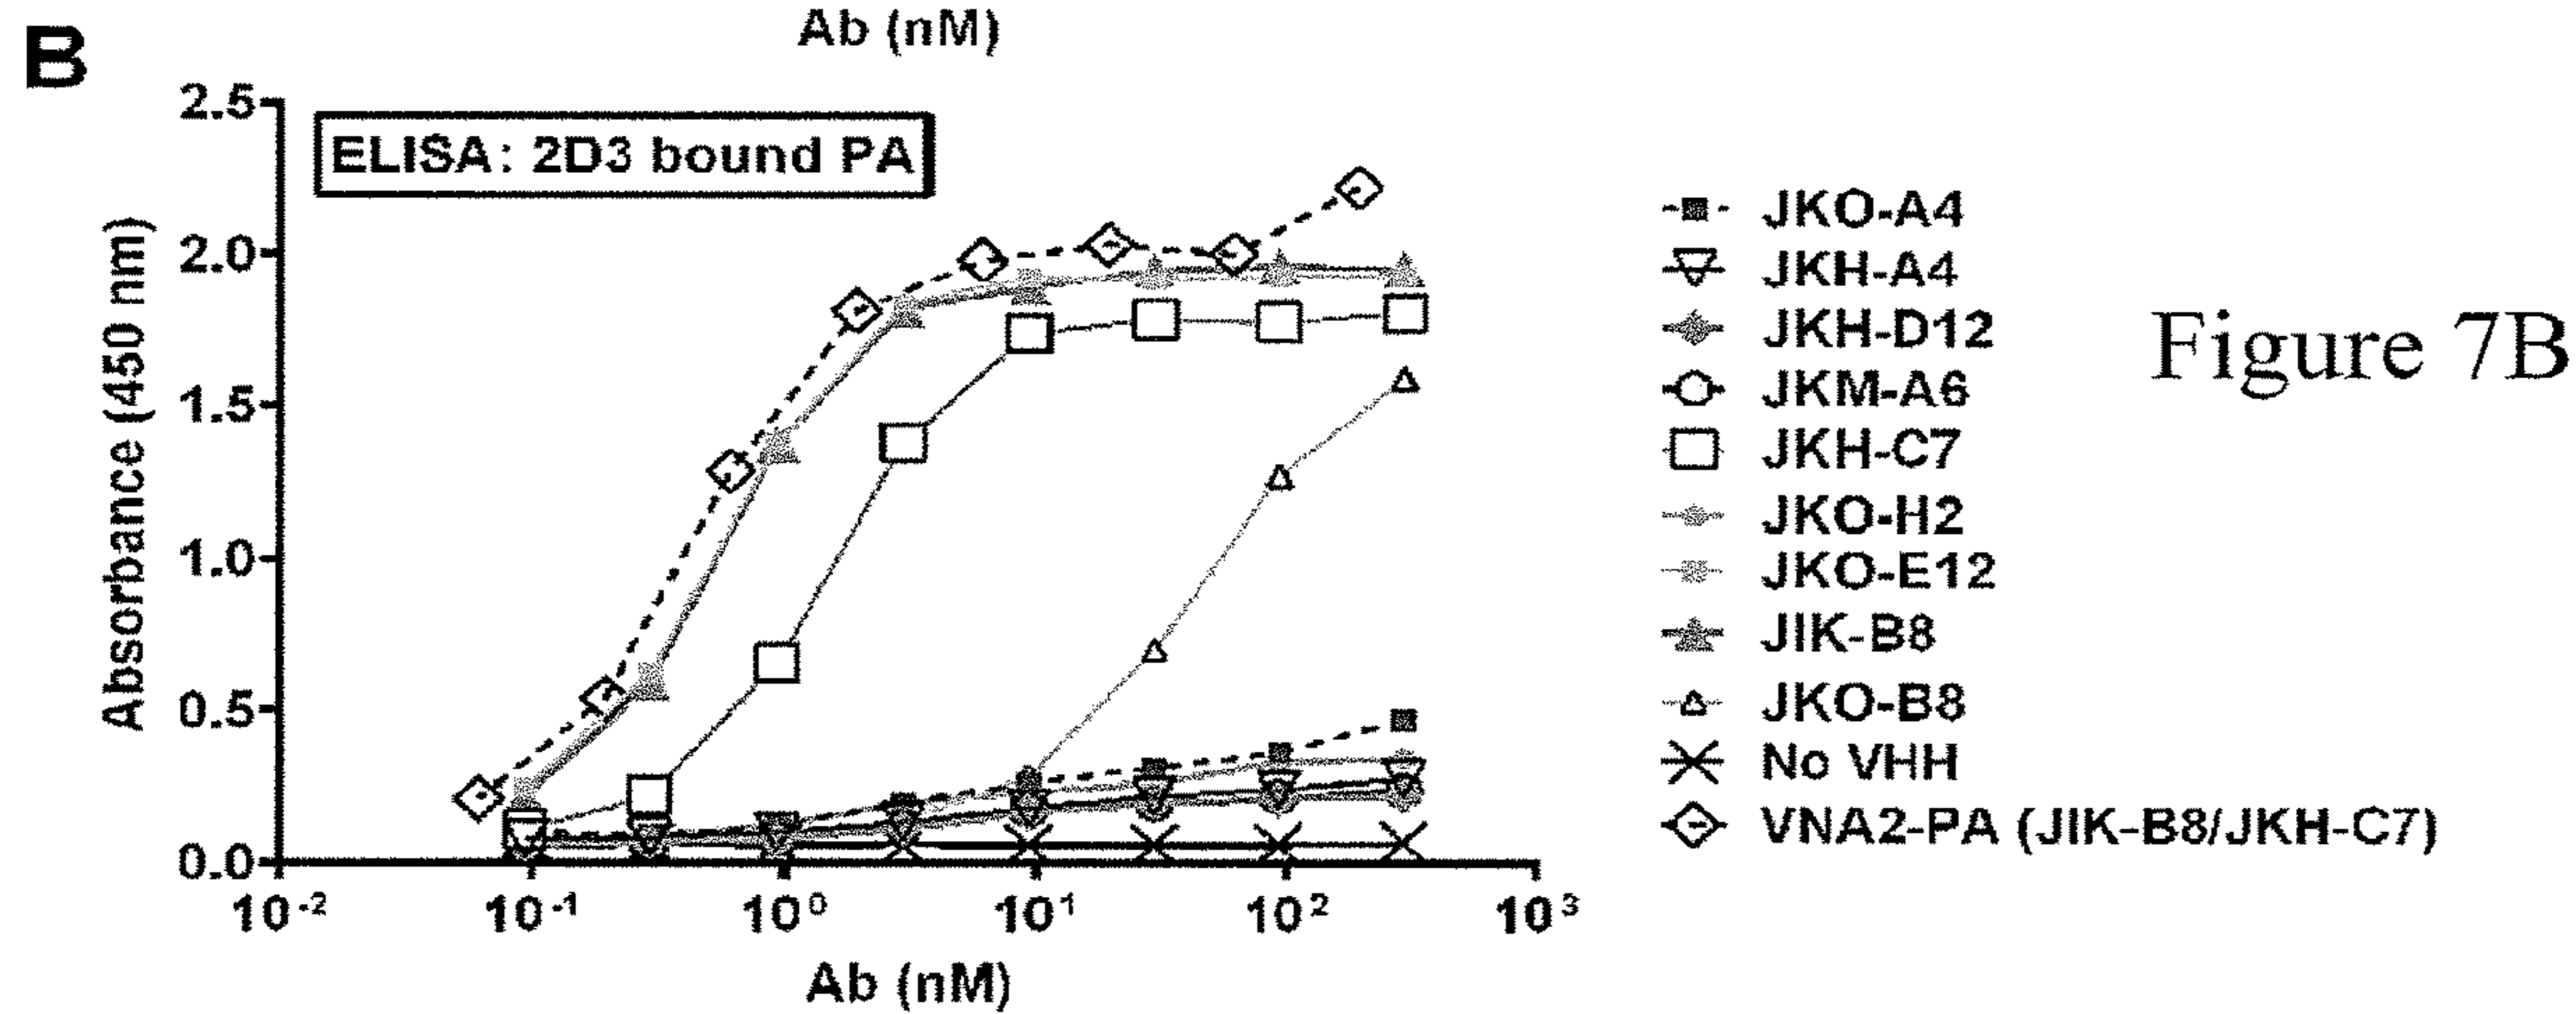 Ab (nM)
B
2.5
ELISA: 2D3 bound PA
2.0
1.5
1.0
0.5
0.0
Absorbance (450 nm)
10⁻² 10⁻¹ 10⁰ 10¹ 10² 10³
Ab (nM)
JKO-A4
JKH-A4
JKH-D12
JKM-A6
JKH-C7
JKO-H2
JKO-E12
JIK-B8
JKO-B8
No VHH
VNA2-PA (JIK-B8/JKH-C7)
Figure 7B